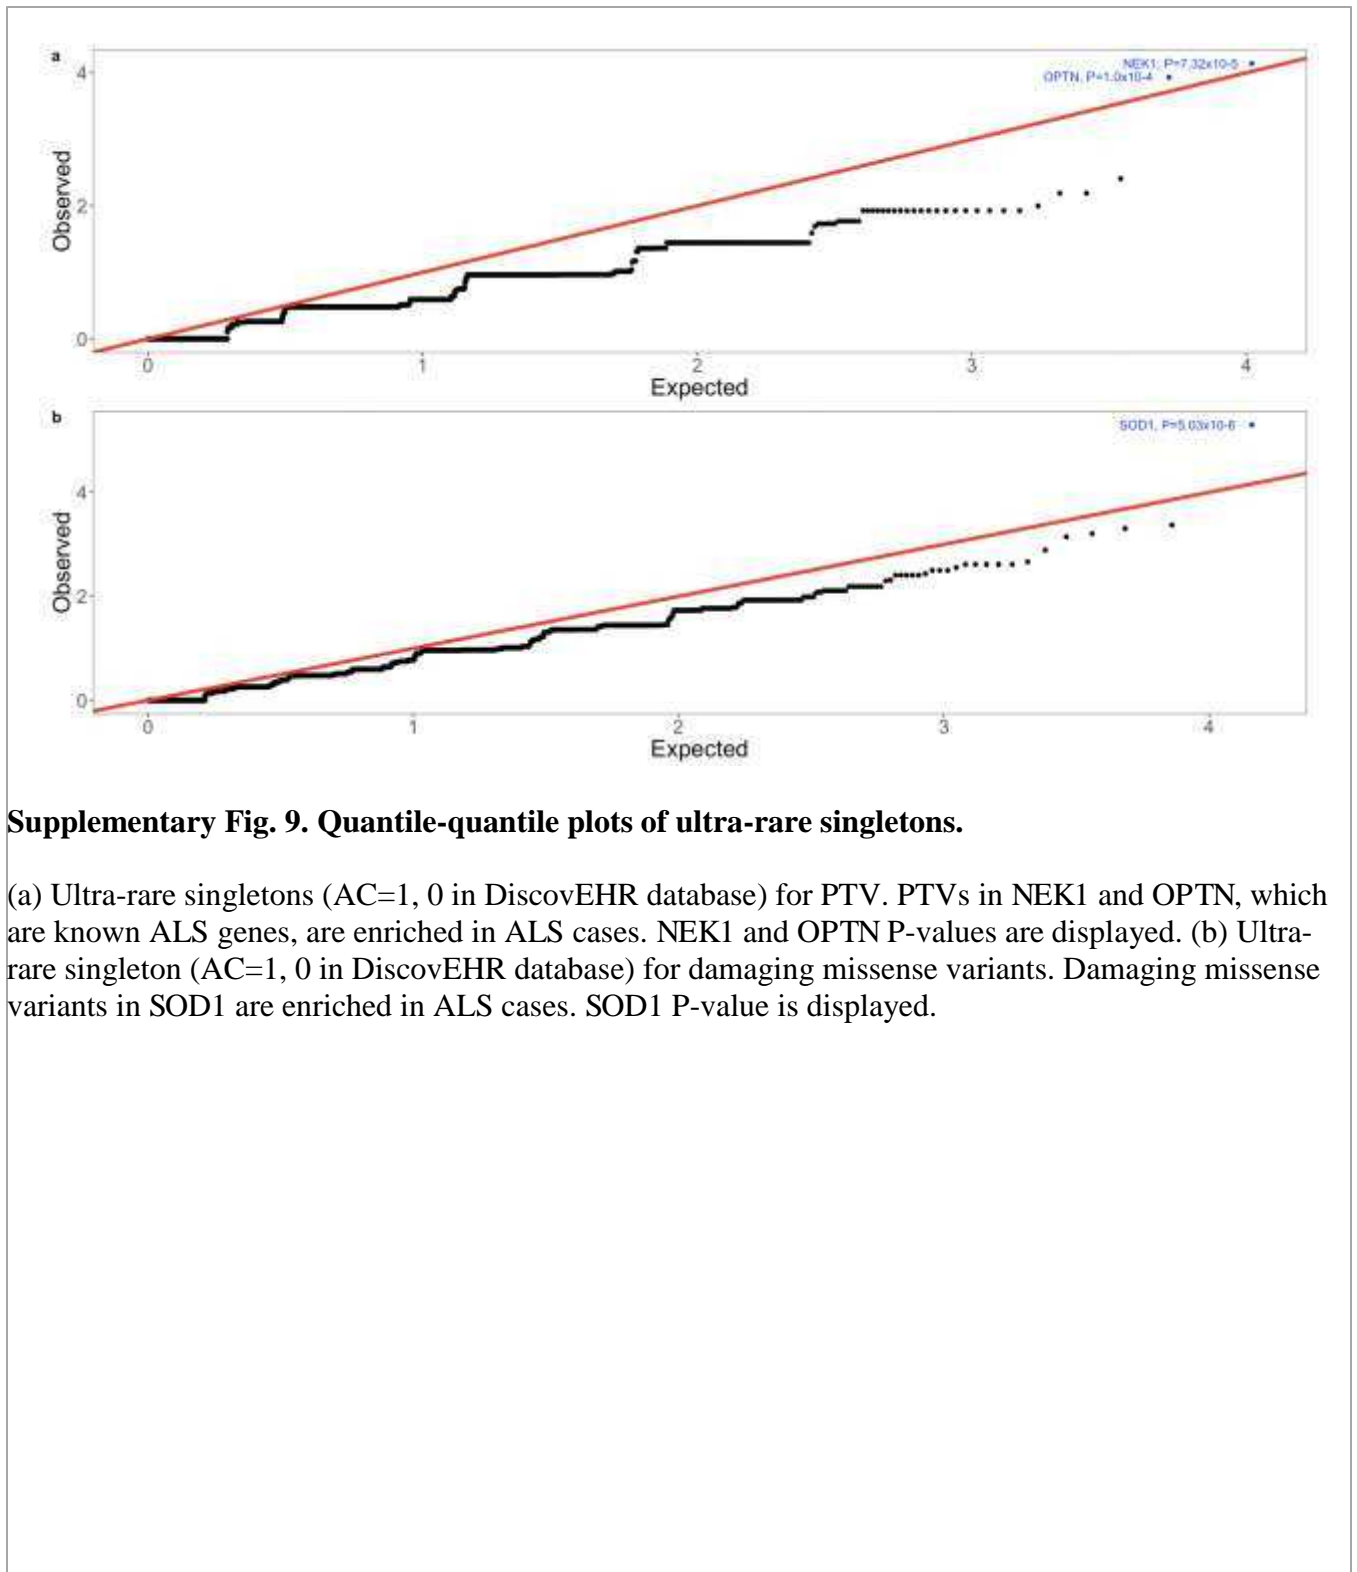 a
4
NEK1, P=7.32x10-5
OPTN, P=1.0x10-4
Observed
2
0
0 1 2 3 4
Expected
b
SOD1, P=5.03x10-6
4
Observed
2
0
0 1 2 3 4
Expected
Supplementary Fig. 9. Quantile-quantile plots of ultra-rare singletons.
(a) Ultra-rare singletons (AC=1, 0 in DiscovEHR database) for PTV. PTVs in NEK1 and OPTN, which
are known ALS genes, are enriched in ALS cases. NEK1 and OPTN P-values are displayed. (b) Ultra-
rare singleton (AC=1, 0 in DiscovEHR database) for damaging missense variants. Damaging missense
variants in SOD1 are enriched in ALS cases. SOD1 P-value is displayed.